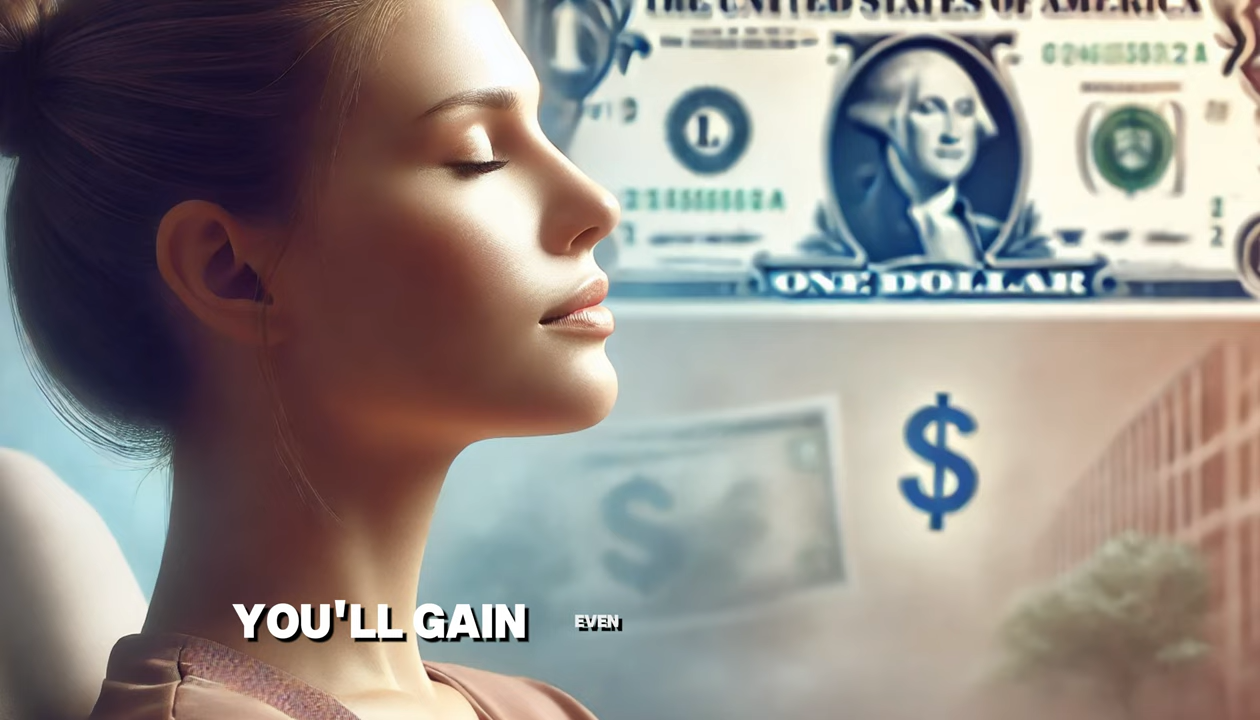 THE UNITED STATES OF AMERICA
L
ONE DOLLAR
$
$
YOU'LL GAIN EVEN